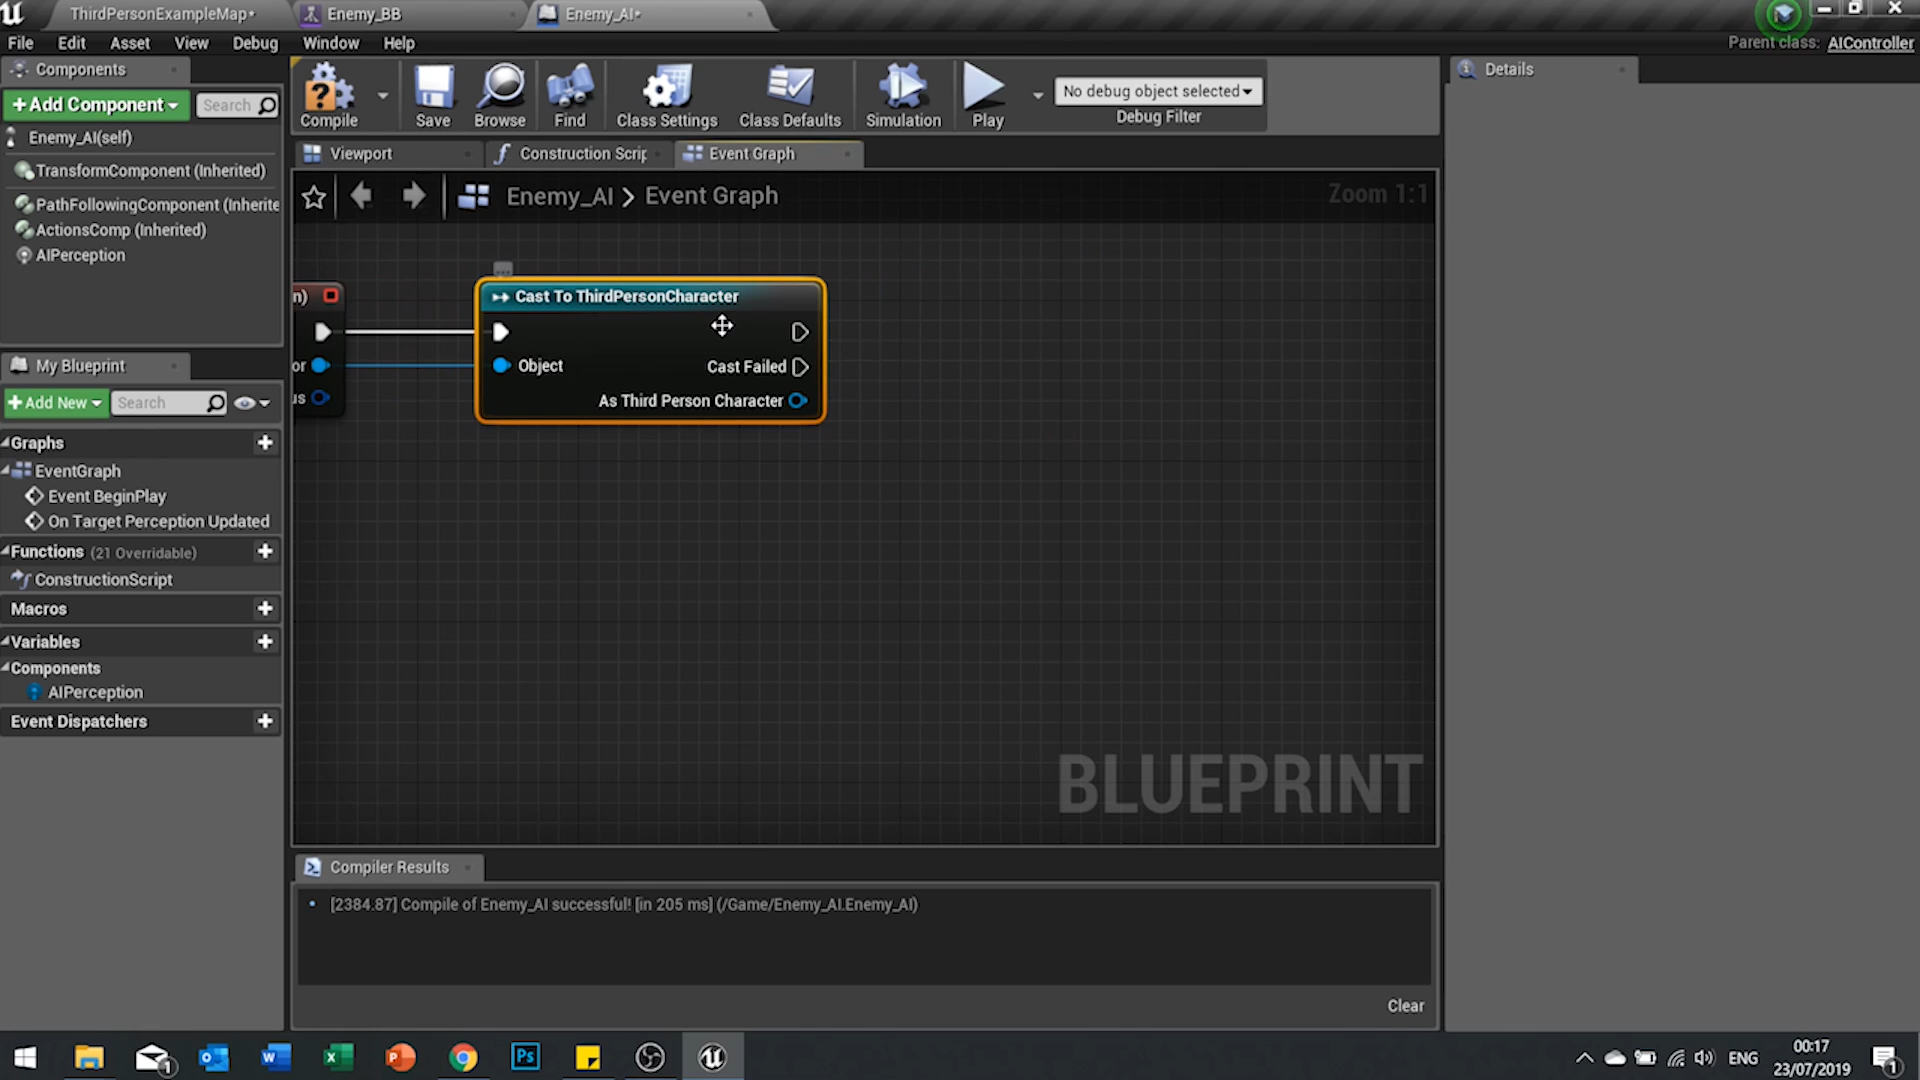 ThirdPersonExampleMap*
Enemy_BB
Enemy_AI*
File Edit Asset View Debug Window Help
Parent class: AIController
Components
+Add Component
Search
Enemy_AI(self)
TransformComponent (Inherited)
PathFollowingComponent (Inherite
ActionsComp (Inherited)
AIPerception
Compile
Save
Browse
Find
Class Settings
Class Defaults
Simulation
Play
No debug object selected
Debug Filter
Details
Viewport
Construction Scrip
Event Graph
Enemy_AI > Event Graph
Zoom 1:1
n)
or
us
Cast To ThirdPersonCharacter
Object
Cast Failed
As Third Person Character
My Blueprint
+Add New
Search
Graphs
EventGraph
Event BeginPlay
On Target Perception Updated
Functions (21 Overridable)
ConstructionScript
Macros
Variables
Components
AIPerception
Event Dispatchers
BLUEPRINT
Compiler Results
[2384.87] Compile of Enemy_AI successful! [in 205 ms] (/Game/Enemy_AI.Enemy_AI)
Clear
ENG
00:17
23/07/2019